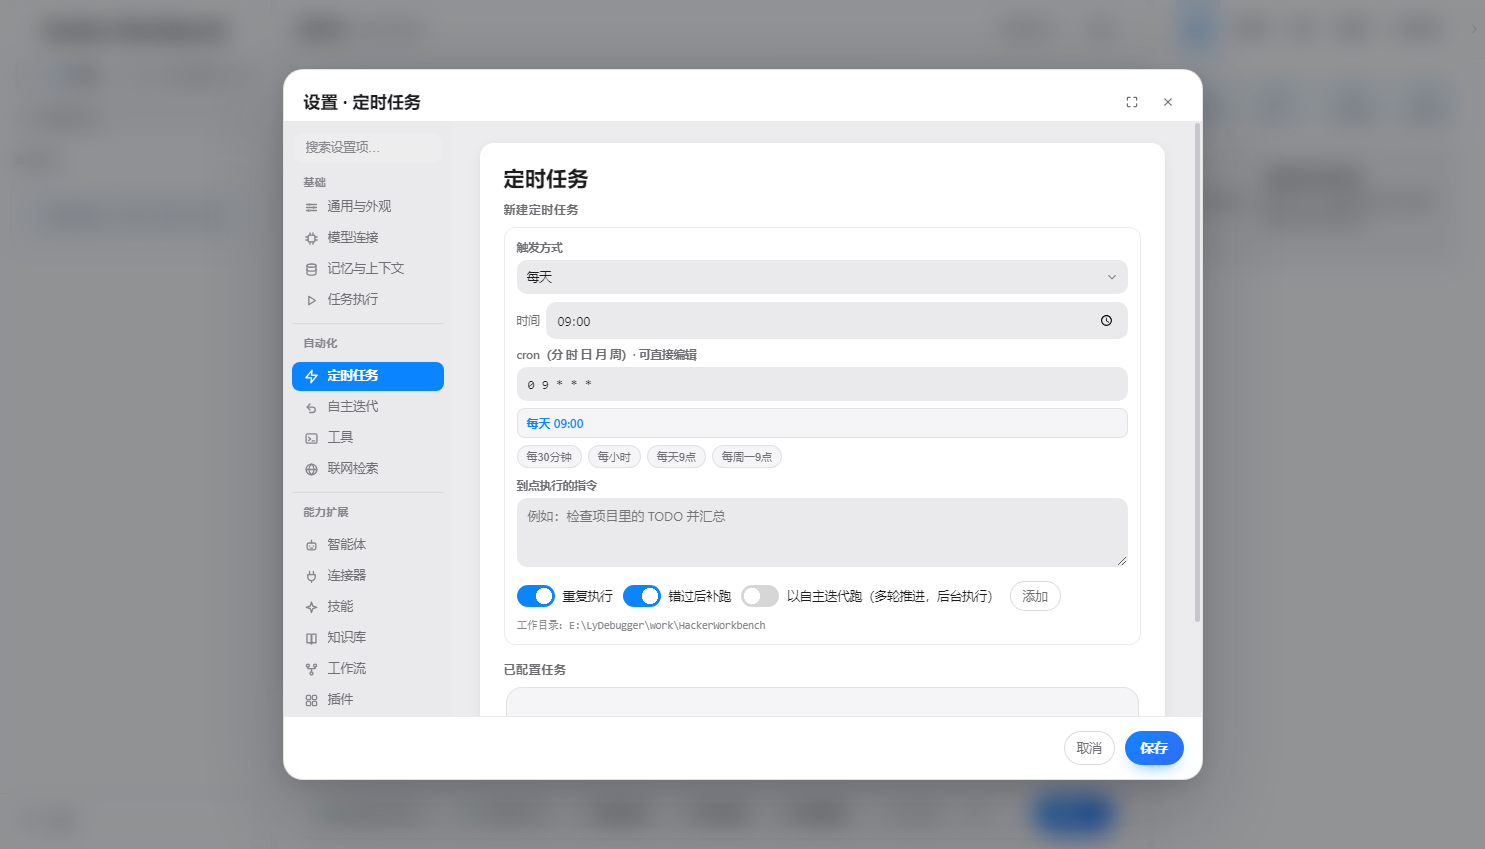 设置 · 定时任务
搜索设置项...
基础
通用与外观
模型连接
记忆与上下文
任务执行
自动化
定时任务
自主迭代
工具
联网检索
能力扩展
智能体
连接器
技能
知识库
工作流
插件
定时任务
新建定时任务
触发方式
每天
时间 09:00
cron（分 时 日 月 周）· 可直接编辑
0 9 * * *
每天 09:00
每30分钟 每小时 每天9点 每周一9点
到点执行的指令
例如：检查项目里的 TODO 并汇总
重复执行 错过后补跑 以自主迭代跑（多轮推进，后台执行） 添加
工作目录：E:\LyDebugger\work\HackerWorkbench
已配置任务
取消 保存